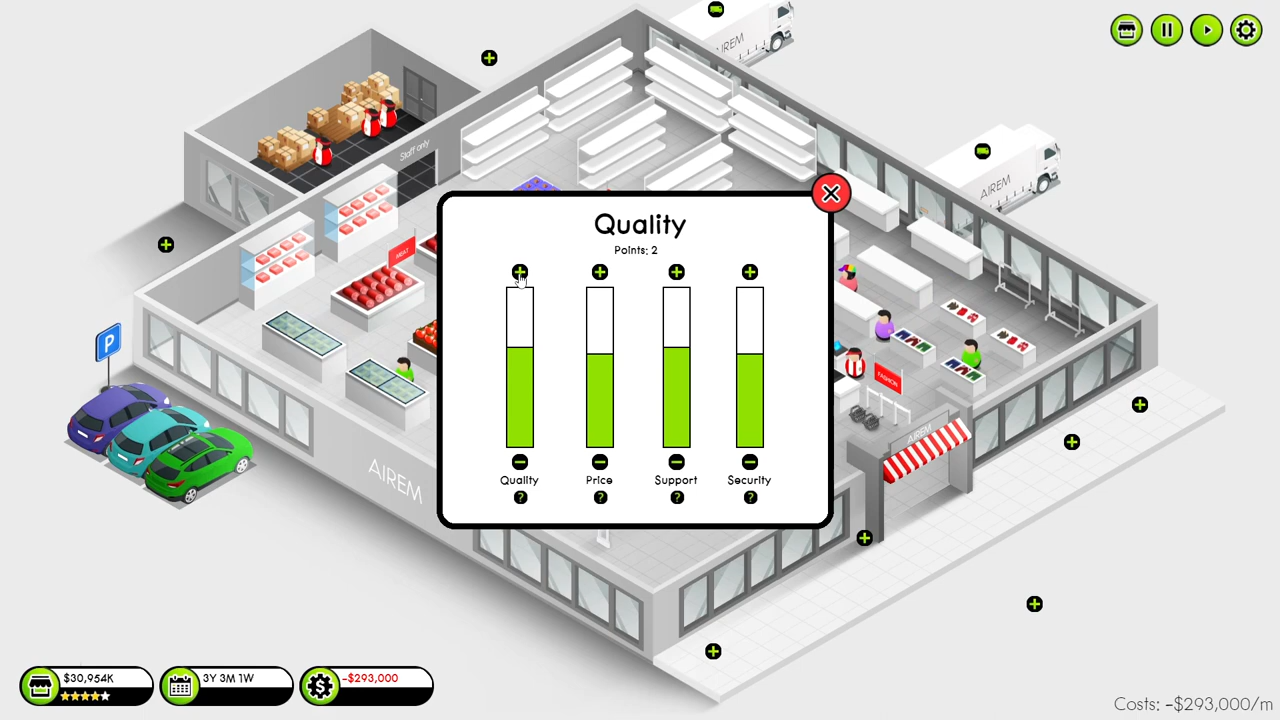 AIREM
Staff only
AIREM
MEAT
P
FASHION
AIREM
AIREM
Quality
Points: 2
Quality
Price
Support
Security
?
?
?
?
$30,954K
3Y 3M 1W
-$293,000
Costs: -$293,000/m